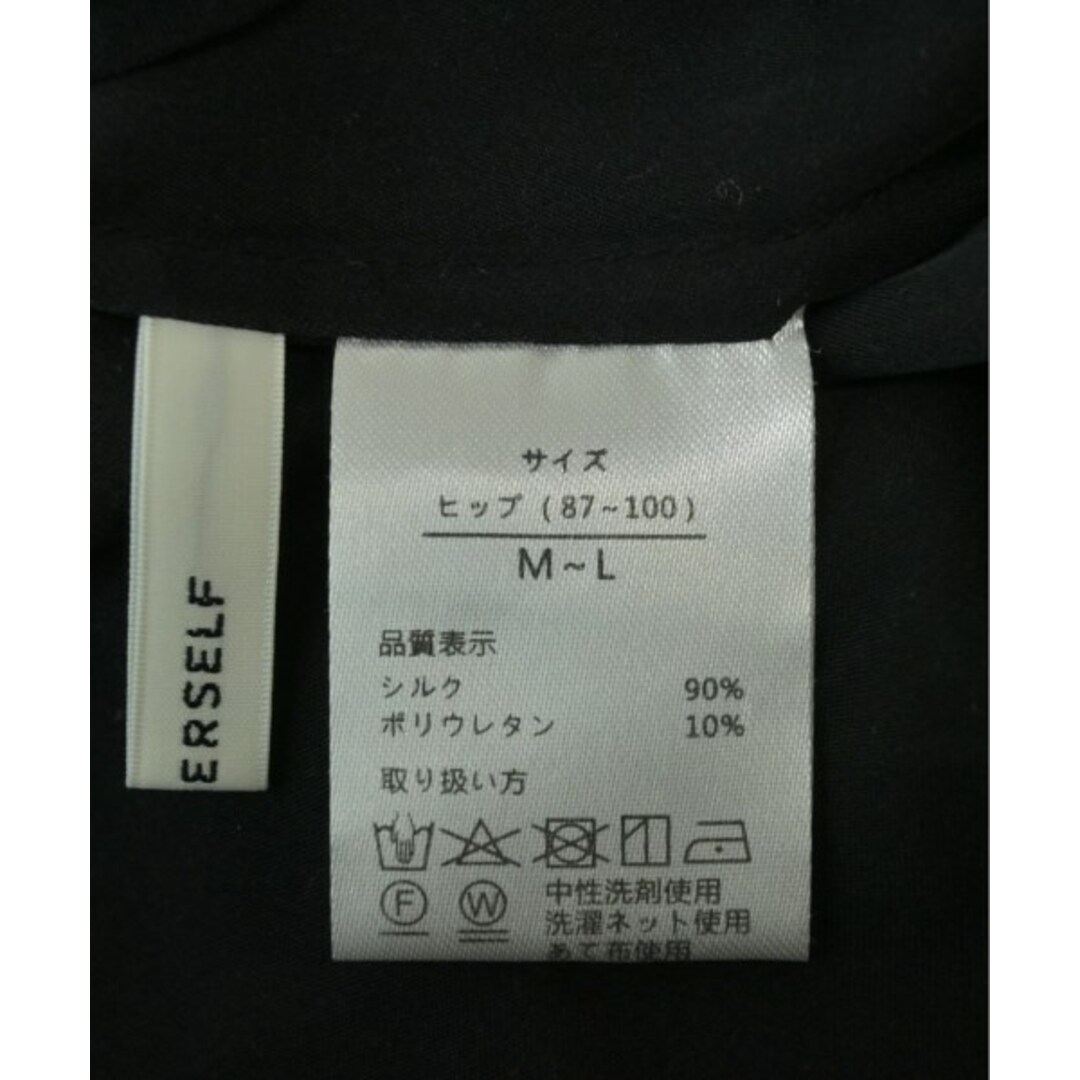 ERSELF
サイズ
ヒップ ( 87~100 )
M~L
品質表示
シルク 90%
ポリウレタン 10%
取り扱い方
F W
中性洗剤使用
洗濯ネット使用
あて布使用